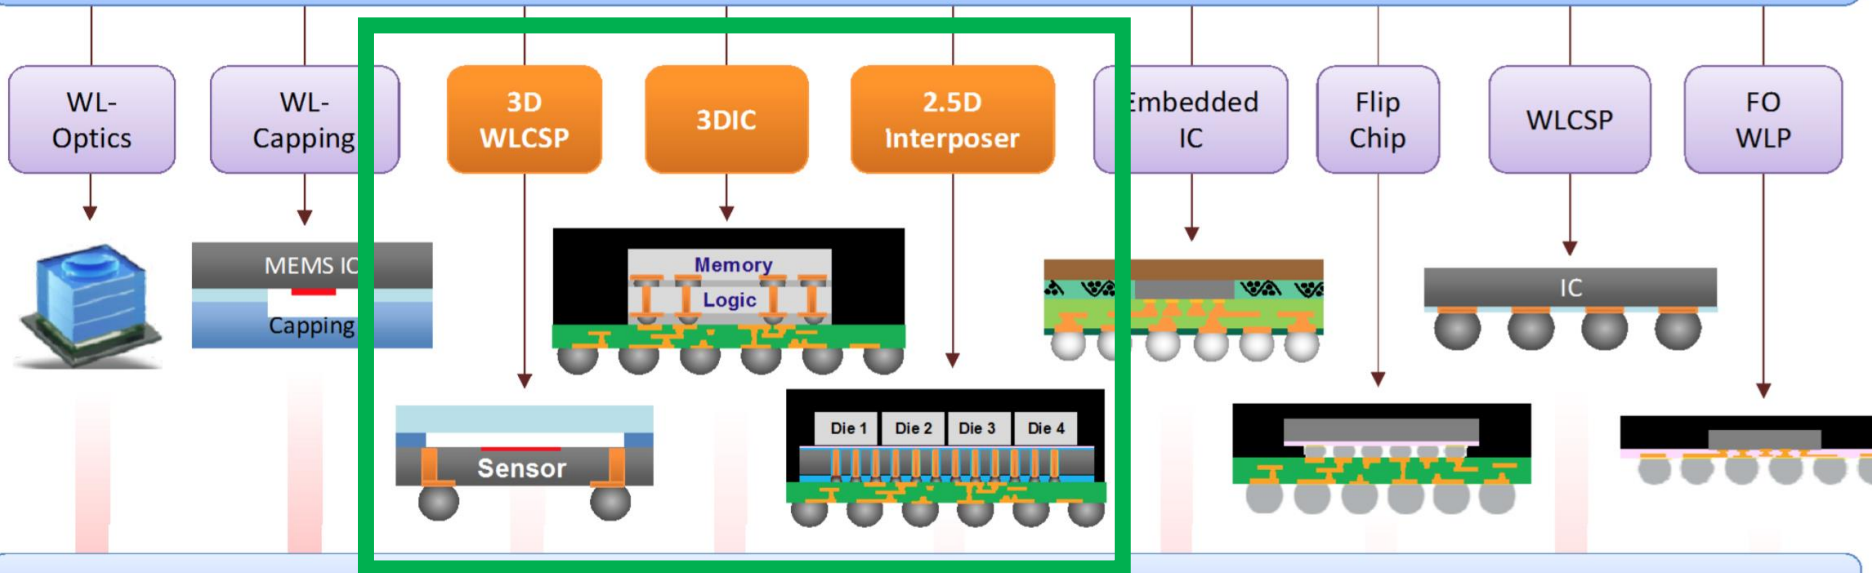 WL-
Optics
WL-
Capping
3D
WLCSP
3DIC
2.5D
Interposer
Embedded
IC
Flip
Chip
WLCSP
FO
WLP
MEMS IC
Capping
Memory
Logic
IC
Sensor
Die 1
Die 2
Die 3
Die 4